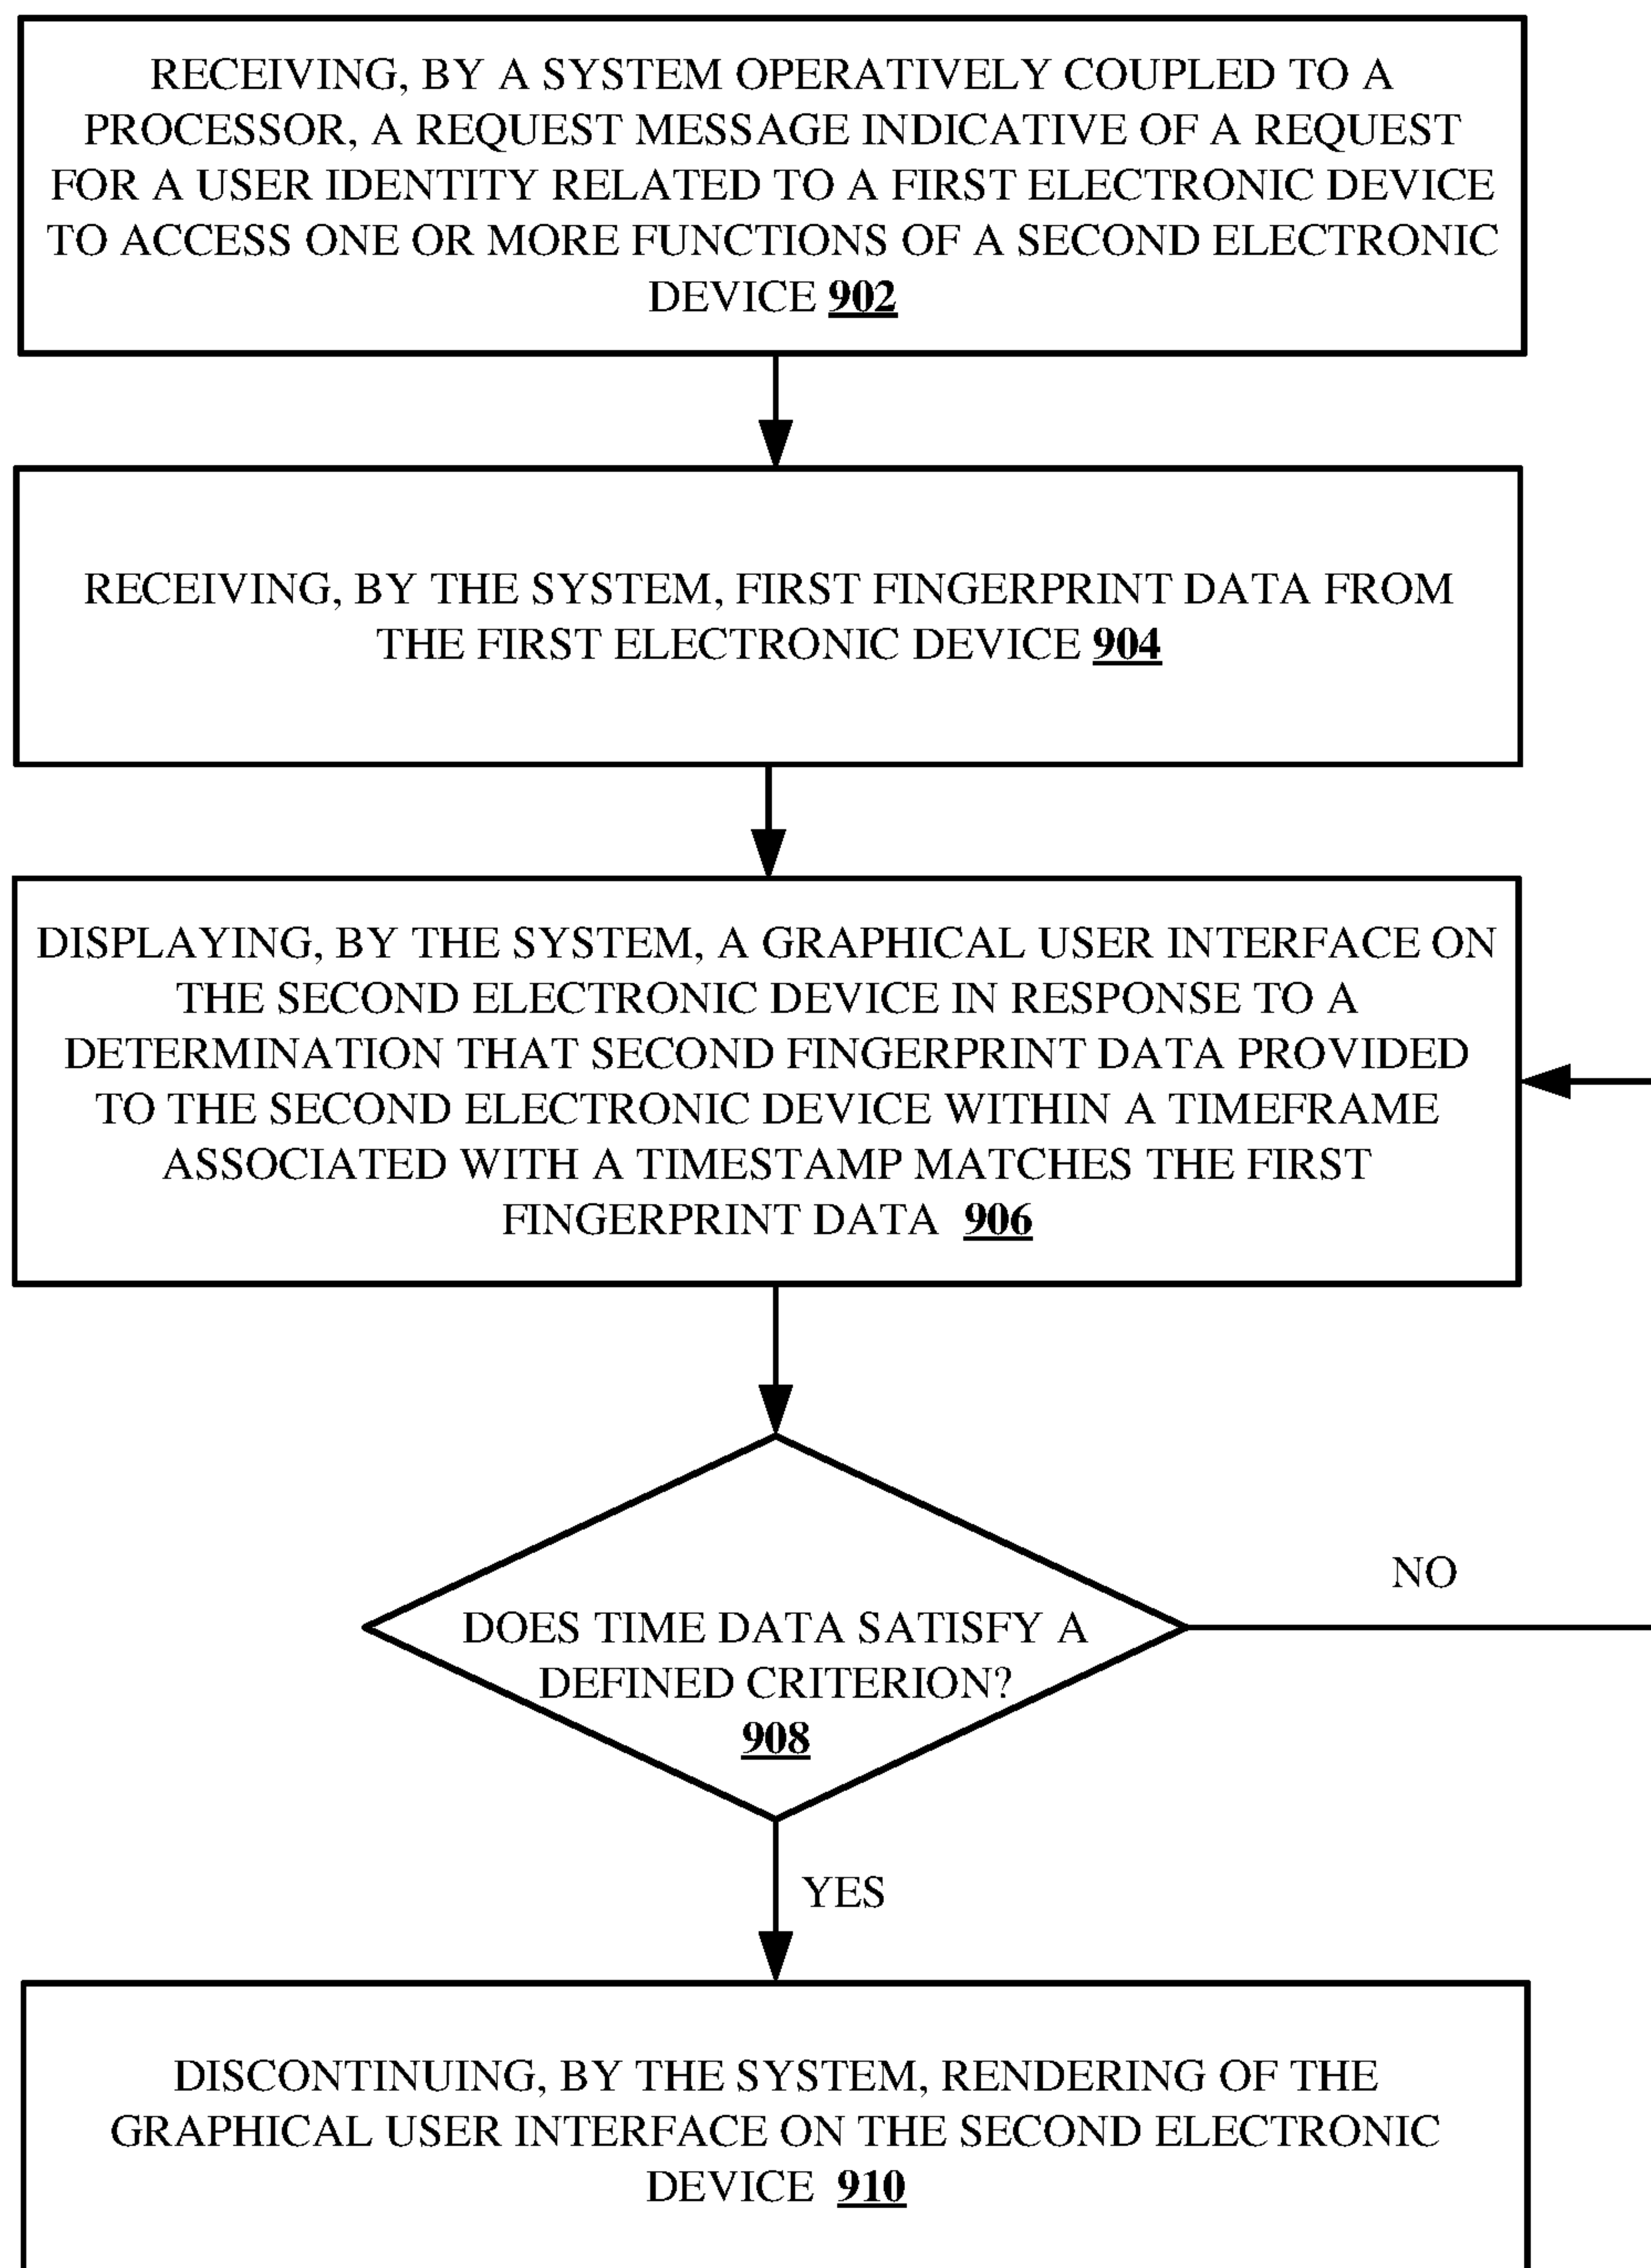 RECEIVING, BY A SYSTEM OPERATIVELY COUPLED TO A
PROCESSOR, A REQUEST MESSAGE INDICATIVE OF A REQUEST
FOR A USER IDENTITY RELATED TO A FIRST ELECTRONIC DEVICE
TO ACCESS ONE OR MORE FUNCTIONS OF A SECOND ELECTRONIC
DEVICE 902
RECEIVING, BY THE SYSTEM, FIRST FINGERPRINT DATA FROM
THE FIRST ELECTRONIC DEVICE 904
DISPLAYING, BY THE SYSTEM, A GRAPHICAL USER INTERFACE ON
THE SECOND ELECTRONIC DEVICE IN RESPONSE TO A
DETERMINATION THAT SECOND FINGERPRINT DATA PROVIDED
TO THE SECOND ELECTRONIC DEVICE WITHIN A TIMEFRAME
ASSOCIATED WITH A TIMESTAMP MATCHES THE FIRST
FINGERPRINT DATA 906
NO
DOES TIME DATA SATISFY A
DEFINED CRITERION?
908
YES
DISCONTINUING, BY THE SYSTEM, RENDERING OF THE
GRAPHICAL USER INTERFACE ON THE SECOND ELECTRONIC
DEVICE 910